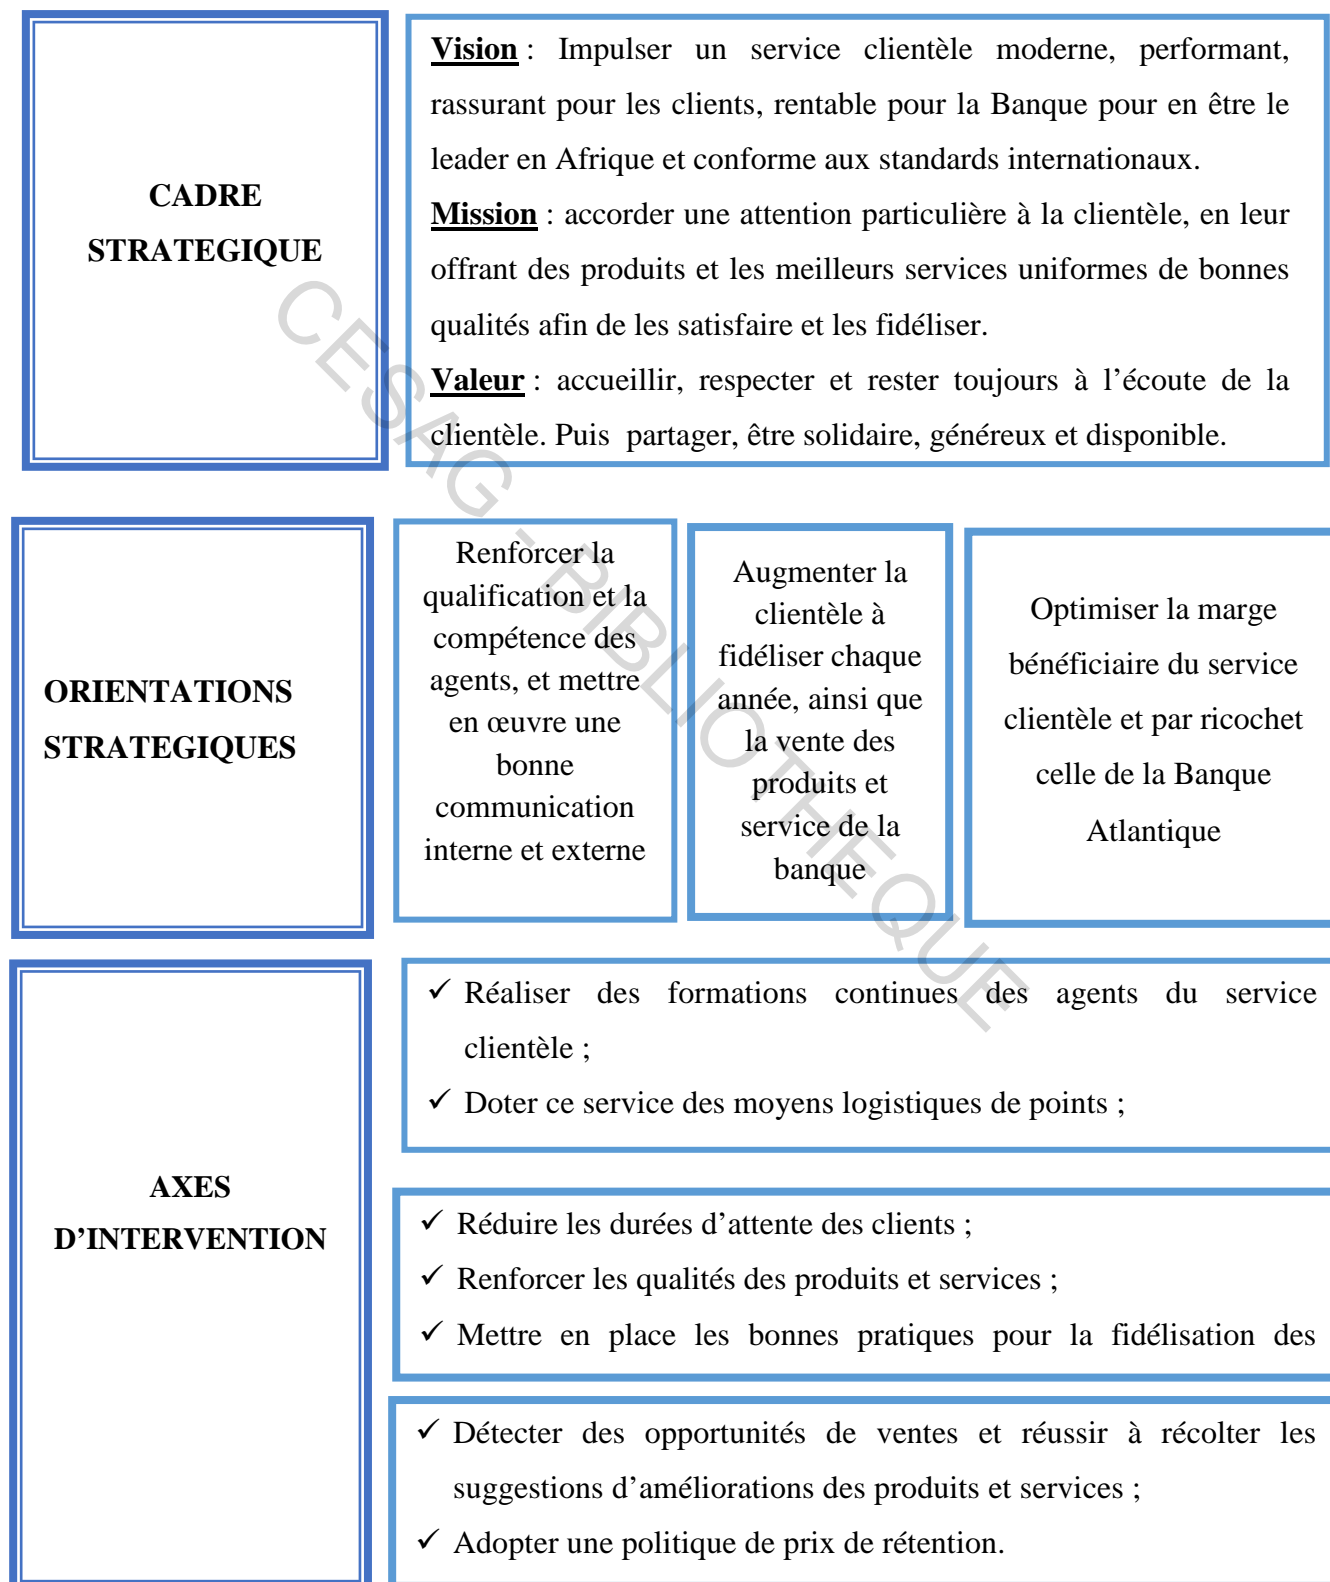 CADRE
STRATEGIQUE
Vision : Impulser un service clientèle moderne, performant,
rassurant pour les clients, rentable pour la Banque pour en être le
leader en Afrique et conforme aux standards internationaux.
Mission : accorder une attention particulière à la clientèle, en leur
offrant des produits et les meilleurs services uniformes de bonnes
qualités afin de les satisfaire et les fidéliser.
Valeur : accueillir, respecter et rester toujours à l’écoute de la
clientèle. Puis  partager, être solidaire, généreux et disponible.
ORIENTATIONS
STRATEGIQUES
Renforcer la
qualification et la
compétence des
agents, et mettre
en œuvre une
bonne
communication
interne et externe
Augmenter la
clientèle à
fidéliser chaque
année, ainsi que
la vente des
produits et
service de la
banque
Optimiser la marge
bénéficiaire du service
clientèle et par ricochet
celle de la Banque
Atlantique
AXES
D’INTERVENTION
✓ Réaliser des formations continues des agents du service
clientèle ;
✓ Doter ce service des moyens logistiques de points ;
✓ Réduire les durées d’attente des clients ;
✓ Renforcer les qualités des produits et services ;
✓ Mettre en place les bonnes pratiques pour la fidélisation des
✓ Détecter des opportunités de ventes et réussir à récolter les
suggestions d’améliorations des produits et services ;
✓ Adopter une politique de prix de rétention.
CESAG - BIBLIOTHEQUE